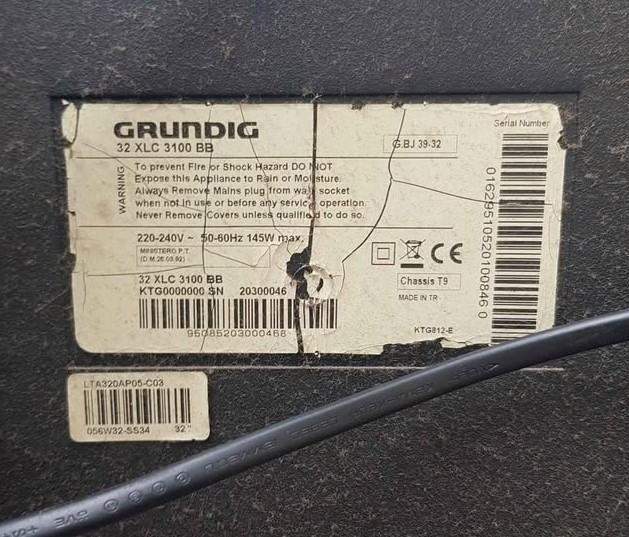 GRUNDIG
32 XLC 3100 BB
G.BJ 39-32
Serial Number
WARNING
To prevent Fire or Shock Hazard DO NOT
Expose this Appliance to Rain or Moisture.
Always Remove Mains plug from wall socket
when not in use or before any service operation.
Never Remove Covers unless qualified to do so.
220-240V ~ 50-60Hz 145W max.
MINISTERO P.T.
(D.M.26.03.92)
CE
32 XLC 3100 BB
KTG0000000 SN 20300046
Chassis T9
MADE IN TR
95085203000468
KTG812-E
01629510520100846 0
LTA320AP05-C03
056W32-SS34 32"